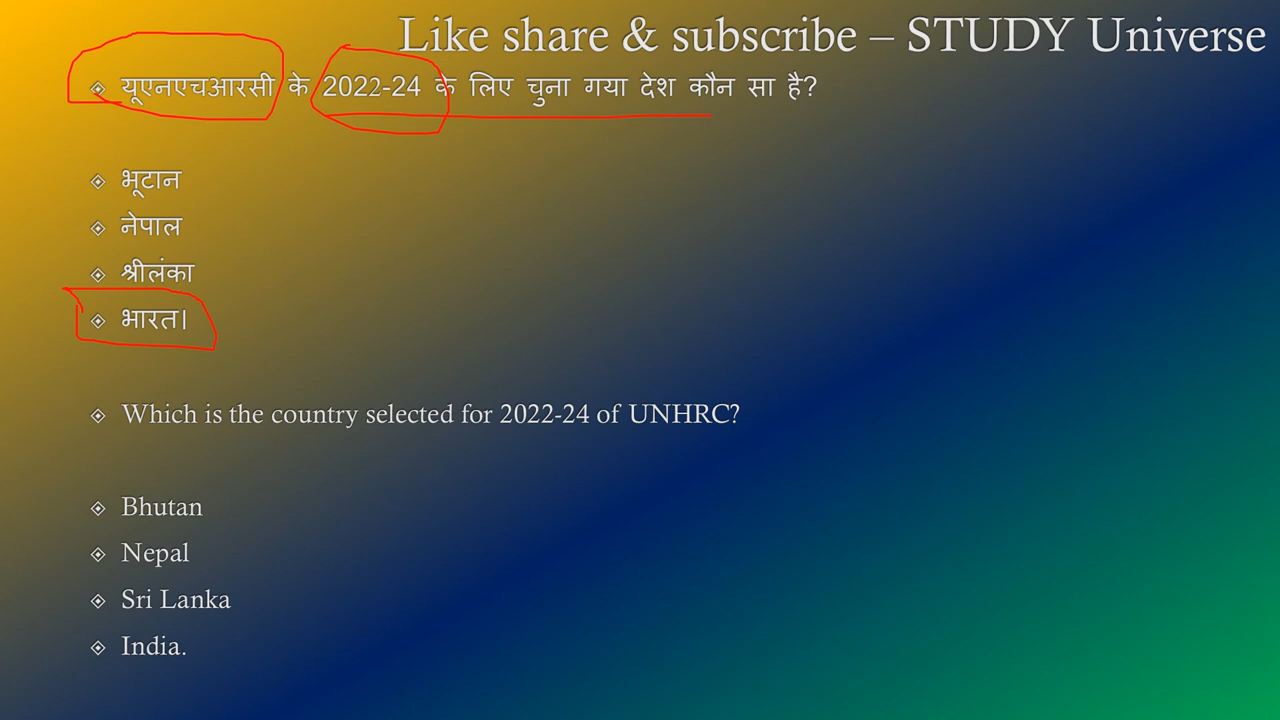 Like share & subscribe – STUDY Universe
यूएनएचआरसी के 2022-24 के लिए चुना गया देश कौन सा है?
भूटान
नेपाल
श्रीलंका
भारत।
Which is the country selected for 2022-24 of UNHRC?
Bhutan
Nepal
Sri Lanka
India.